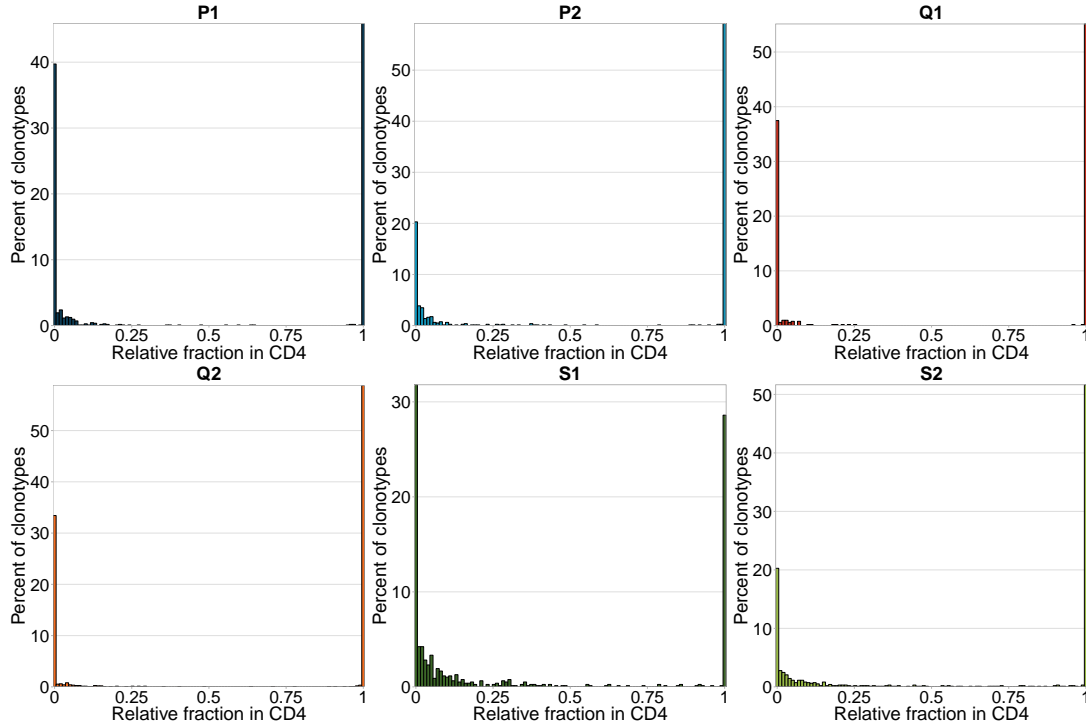 P1
Percent of clonotypes
40
30
20
10
0
0 0.25 0.5 0.75 1
Relative fraction in CD4
P2
Percent of clonotypes
50
40
30
20
10
0
0 0.25 0.5 0.75 1
Relative fraction in CD4
Q1
Percent of clonotypes
50
40
30
20
10
0
0 0.25 0.5 0.75 1
Relative fraction in CD4
Q2
Percent of clonotypes
50
40
30
20
10
0
0 0.25 0.5 0.75 1
Relative fraction in CD4
S1
Percent of clonotypes
30
20
10
0
0 0.25 0.5 0.75 1
Relative fraction in CD4
S2
Percent of clonotypes
50
40
30
20
10
0
0 0.25 0.5 0.75 1
Relative fraction in CD4